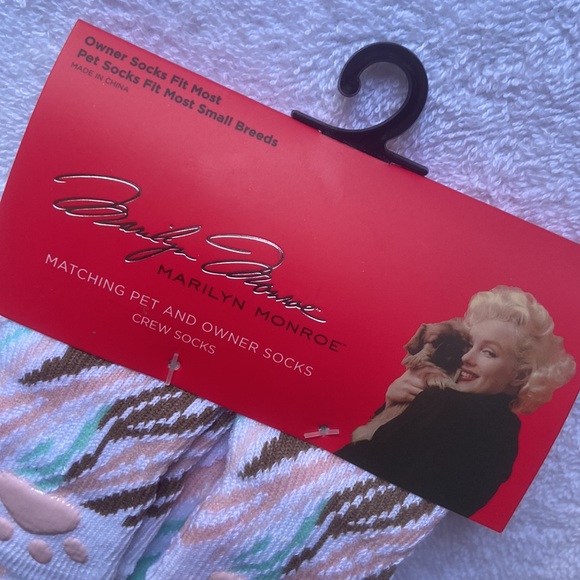 Owner Socks Fit Most
Pet Socks Fit Most Small Breeds
MADE IN CHINA
Marilyn Monroe
MARILYN MONROE™
MATCHING PET AND OWNER SOCKS
CREW SOCKS